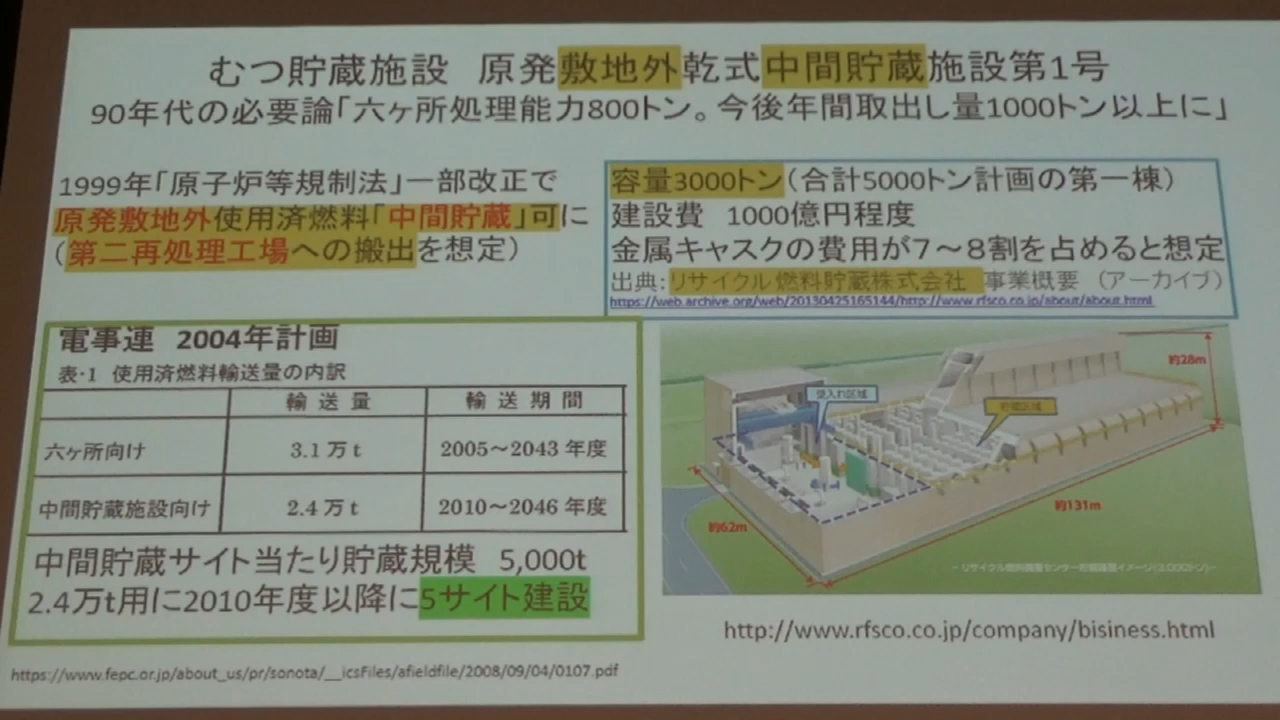 むつ貯蔵施設 原発敷地外乾式中間貯蔵施設第1号
90年代の必要論「六ヶ所処理能力800トン。今後年間取出し量1000トン以上に」
1999年「原子炉等規制法」一部改正で
原発敷地外使用済燃料「中間貯蔵」可に
(第二再処理工場への搬出を想定)
容量3000トン(合計5000トン計画の第一棟)
建設費 1000億円程度
金属キャスクの費用が7～8割を占めると想定
出典:リサイクル燃料貯蔵株式会社 事業概要 (アーカイブ)
https://web.archive.org/web/20130425165144/http://www.rfsco.co.jp/about/about.html
電事連 2004年計画
表-1 使用済燃料輸送量の内訳
輸送量 輸送期間
六ヶ所向け 3.1万t 2005～2043年度
中間貯蔵施設向け 2.4万t 2010～2046年度
中間貯蔵サイト当たり貯蔵規模 5,000t
2.4万t用に2010年度以降に5サイト建設
https://www.fepc.or.jp/about_us/pr/sonota/__icsFiles/afieldfile/2008/09/04/0107.pdf
約28m
受入れ区域
貯蔵区域
約131m
約62m
http://www.rfsco.co.jp/company/bisiness.html